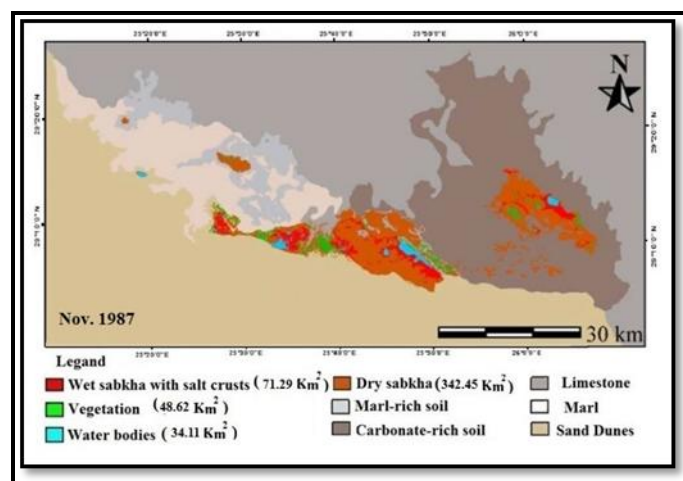 N
Nov. 1987
30 km
Legand
Wet sabkha with salt crusts ( 71.29 Km2 )
Dry sabkha (342.45 Km2)
Limestone
Vegetation (48.62 Km2)
Marl-rich soil
Marl
Water bodies ( 34.11 Km2)
Carbonate-rich soil
Sand Dunes